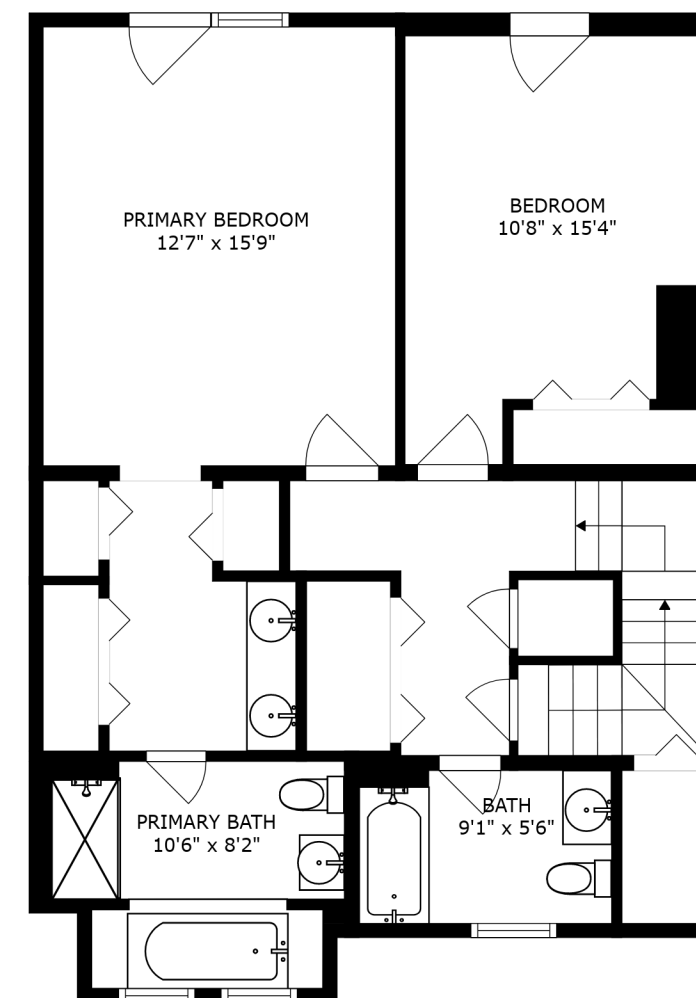 PRIMARY BEDROOM
12'7" x 15'9"
BEDROOM
10'8" x 15'4"
PRIMARY BATH
10'6" x 8'2"
BATH
9'1" x 5'6"